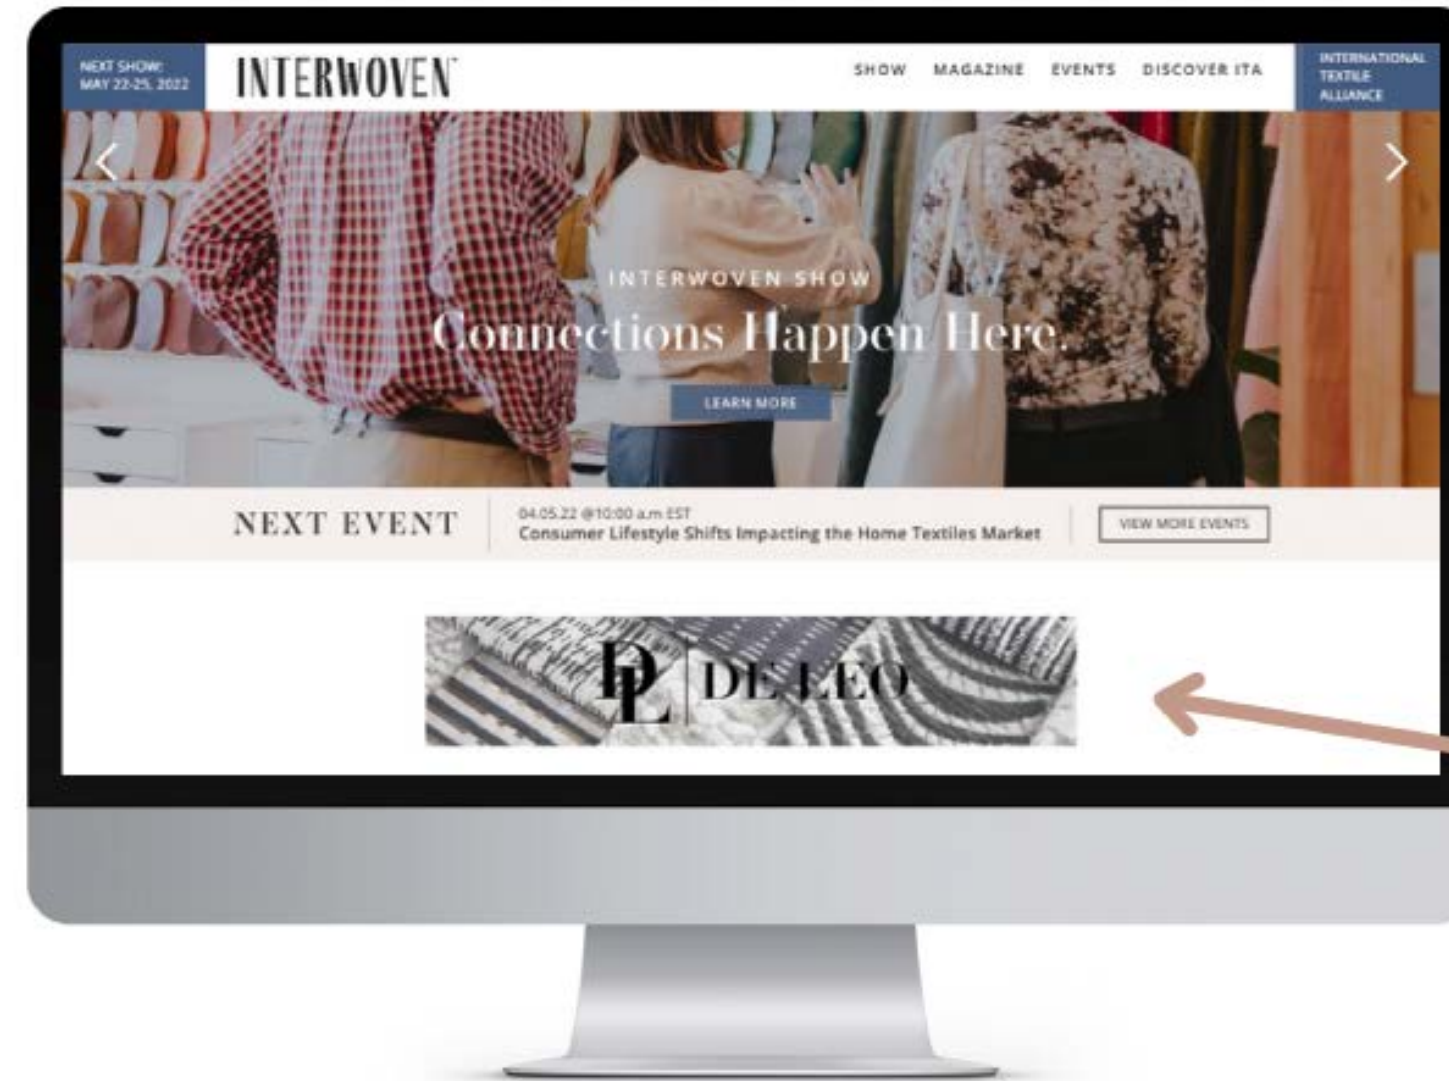 NEXT SHOW:
MAY 22-25, 2022
INTERWOVEN
SHOW MAGAZINE EVENTS DISCOVER ITA
INTERNATIONAL
TEXTILE
ALLIANCE
INTERWOVEN SHOW
Connections Happen Here.
LEARN MORE
NEXT EVENT
04.05.22 @10:00 a.m EST
Consumer Lifestyle Shifts Impacting the Home Textiles Market
VIEW MORE EVENTS
DL DE LEO